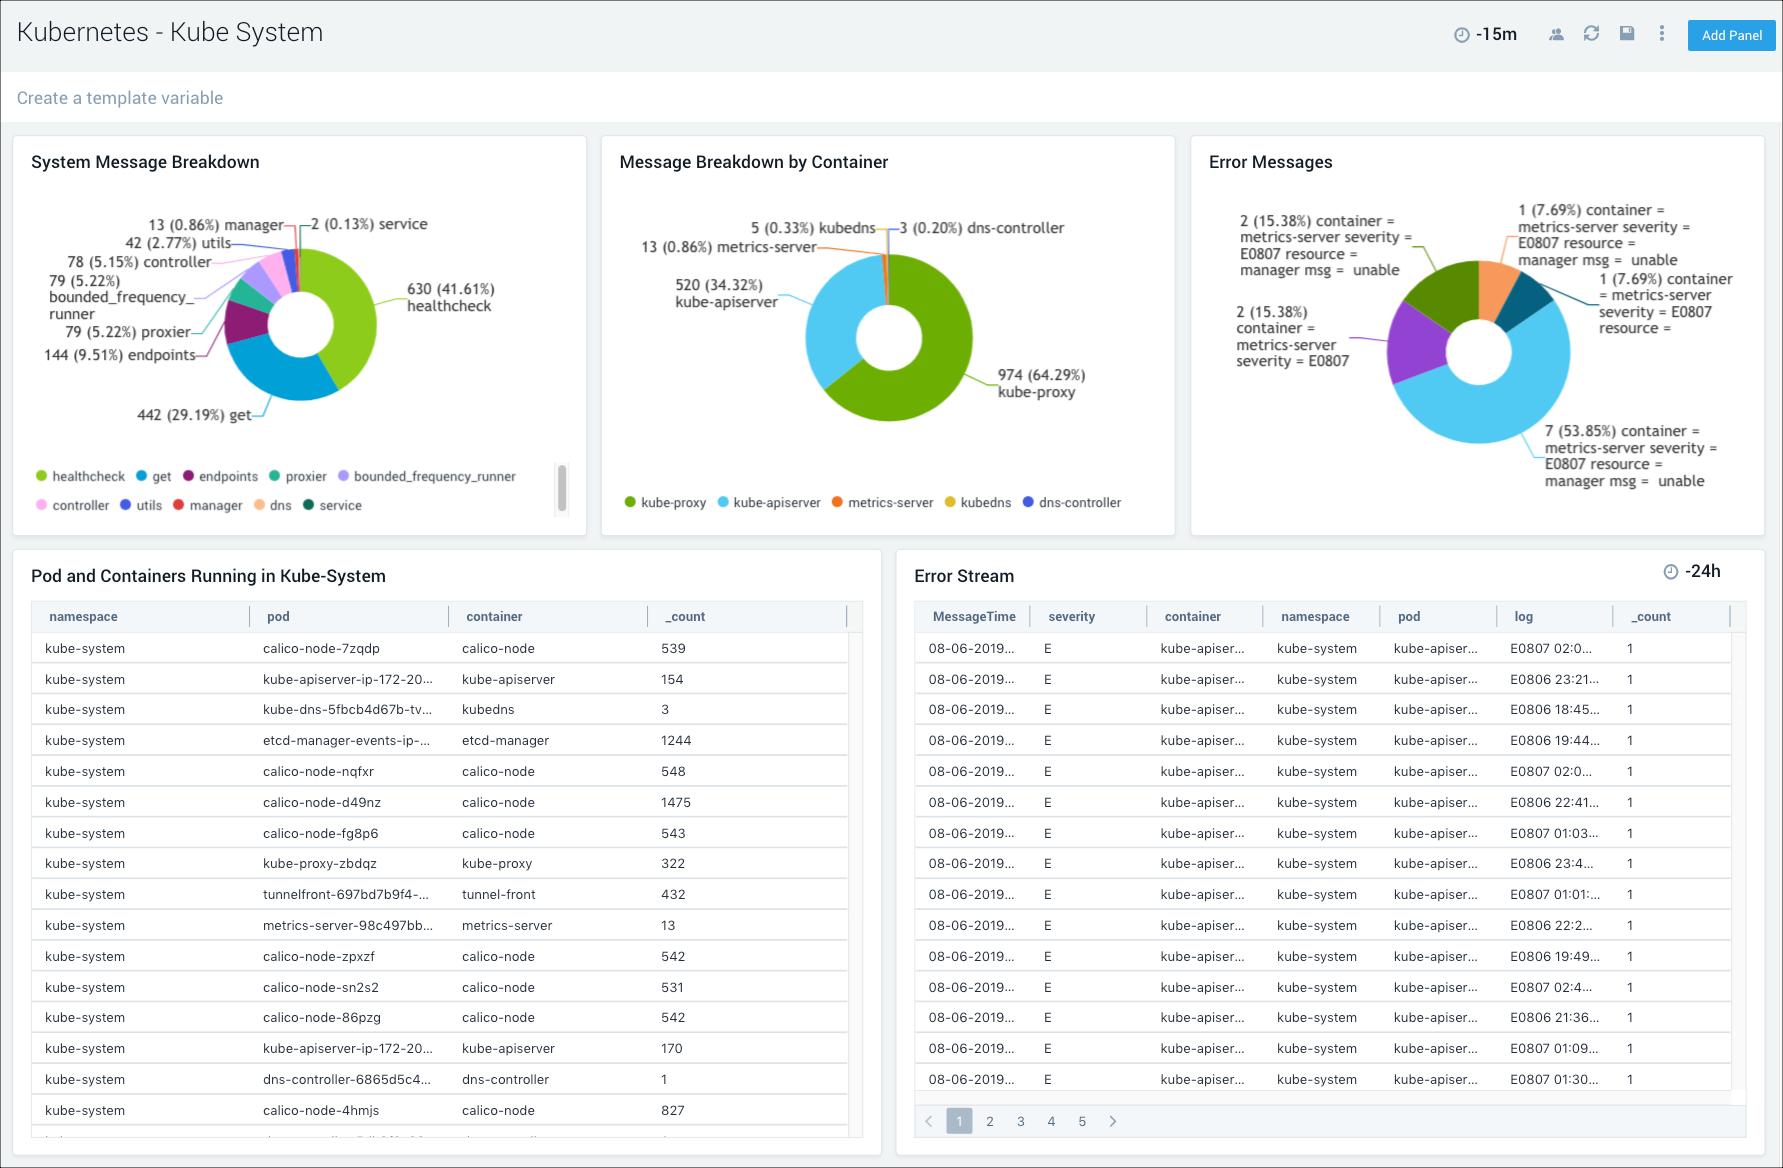 Kubernetes - Kube System
-15m
Add Panel
Create a template variable
System Message Breakdown
13 (0.86%) manager
2 (0.13%) service
42 (2.77%) utils
78 (5.15%) controller
79 (5.22%)
bounded_frequency_
runner
79 (5.22%) proxier
144 (9.51%) endpoints
630 (41.61%)
healthcheck
442 (29.19%) get
healthcheck get endpoints proxier bounded_frequency_runner
controller utils manager dns service
Message Breakdown by Container
5 (0.33%) kubedns
3 (0.20%) dns-controller
13 (0.86%) metrics-server
520 (34.32%)
kube-apiserver
974 (64.29%)
kube-proxy
kube-proxy kube-apiserver metrics-server kubedns dns-controller
Error Messages
2 (15.38%) container =
metrics-server severity =
E0807 resource =
manager msg = unable
1 (7.69%) container =
metrics-server severity =
E0807 resource =
manager msg = unable
1 (7.69%) container
= metrics-server
severity = E0807
resource =
2 (15.38%)
container =
metrics-server
severity = E0807
7 (53.85%) container =
metrics-server severity =
E0807 resource =
manager msg = unable
Pod and Containers Running in Kube-System
namespace pod container _count
kube-system calico-node-7zqdp calico-node 539
kube-system kube-apiserver-ip-172-20... kube-apiserver 154
kube-system kube-dns-5fbcb4d67b-tv... kubedns 3
kube-system etcd-manager-events-ip-... etcd-manager 1244
kube-system calico-node-nqfxr calico-node 548
kube-system calico-node-d49nz calico-node 1475
kube-system calico-node-fg8p6 calico-node 543
kube-system kube-proxy-zbdqz kube-proxy 322
kube-system tunnelfront-697bd7b9f4-... tunnel-front 432
kube-system metrics-server-98c497bb... metrics-server 13
kube-system calico-node-zpxzf calico-node 542
kube-system calico-node-sn2s2 calico-node 531
kube-system calico-node-86pzg calico-node 542
kube-system kube-apiserver-ip-172-20... kube-apiserver 170
kube-system dns-controller-6865d5c4... dns-controller 1
kube-system calico-node-4hmjs calico-node 827
Error Stream
-24h
MessageTime severity container namespace pod log _count
08-06-2019... E kube-apiser... kube-system kube-apiser... E0807 02:0... 1
08-06-2019... E kube-apiser... kube-system kube-apiser... E0806 23:21... 1
08-06-2019... E kube-apiser... kube-system kube-apiser... E0806 18:45... 1
08-06-2019... E kube-apiser... kube-system kube-apiser... E0806 19:44... 1
08-06-2019... E kube-apiser... kube-system kube-apiser... E0807 02:0... 1
08-06-2019... E kube-apiser... kube-system kube-apiser... E0806 22:41... 1
08-06-2019... E kube-apiser... kube-system kube-apiser... E0807 01:03... 1
08-06-2019... E kube-apiser... kube-system kube-apiser... E0806 23:4... 1
08-06-2019... E kube-apiser... kube-system kube-apiser... E0807 01:01:... 1
08-06-2019... E kube-apiser... kube-system kube-apiser... E0806 22:2... 1
08-06-2019... E kube-apiser... kube-system kube-apiser... E0806 19:49... 1
08-06-2019... E kube-apiser... kube-system kube-apiser... E0807 02:4... 1
08-06-2019... E kube-apiser... kube-system kube-apiser... E0806 21:36... 1
08-06-2019... E kube-apiser... kube-system kube-apiser... E0807 01:09... 1
08-06-2019... E kube-apiser... kube-system kube-apiser... E0807 01:30... 1
1 2 3 4 5